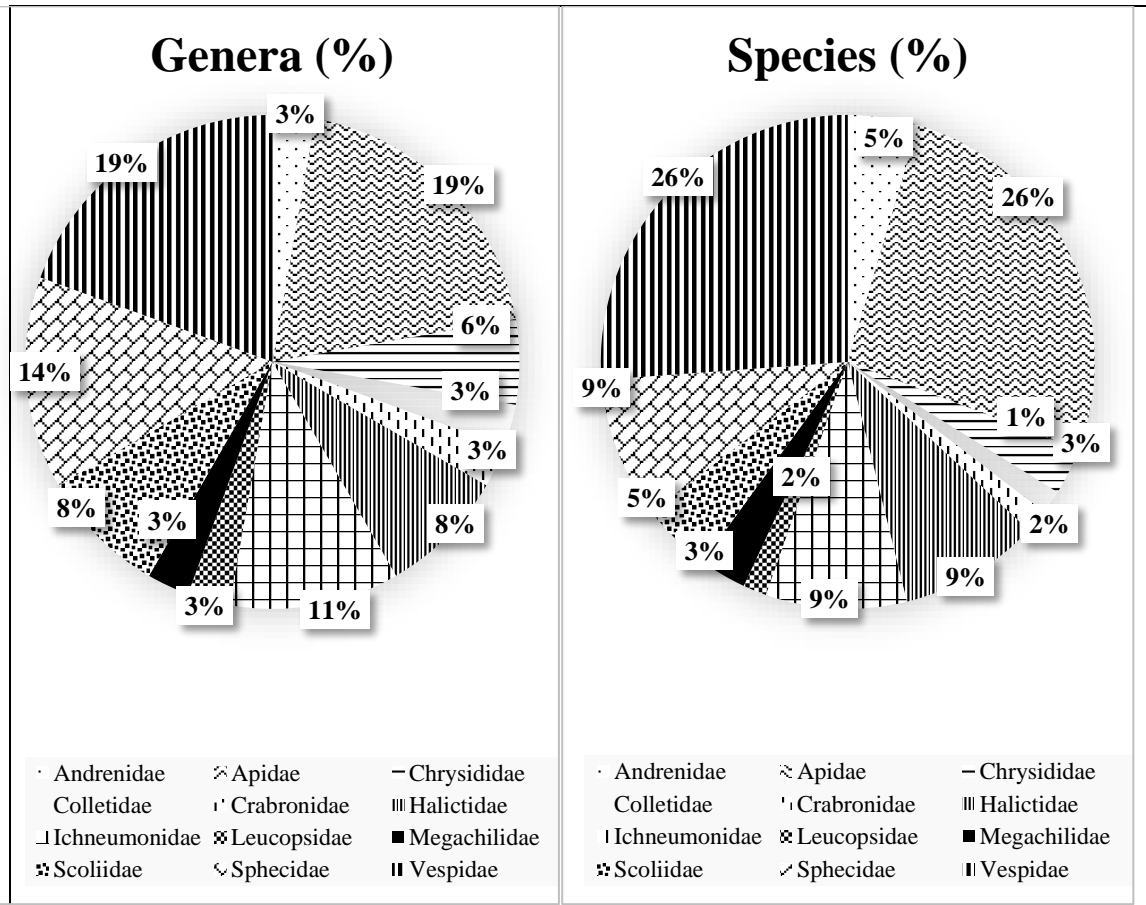 Genera (%)
3%
19%
6%
3%
3%
8%
11%
3%
3%
8%
14%
19%
Andrenidae Apidae Chrysididae
Colletidae Crabronidae Halictidae
Ichneumonidae Leucopsidae Megachilidae
Scoliidae Sphecidae Vespidae
Species (%)
5%
26%
3%
1%
2%
9%
9%
2%
3%
5%
9%
26%
Andrenidae Apidae Chrysididae
Colletidae Crabronidae Halictidae
Ichneumonidae Leucopsidae Megachilidae
Scoliidae Sphecidae Vespidae